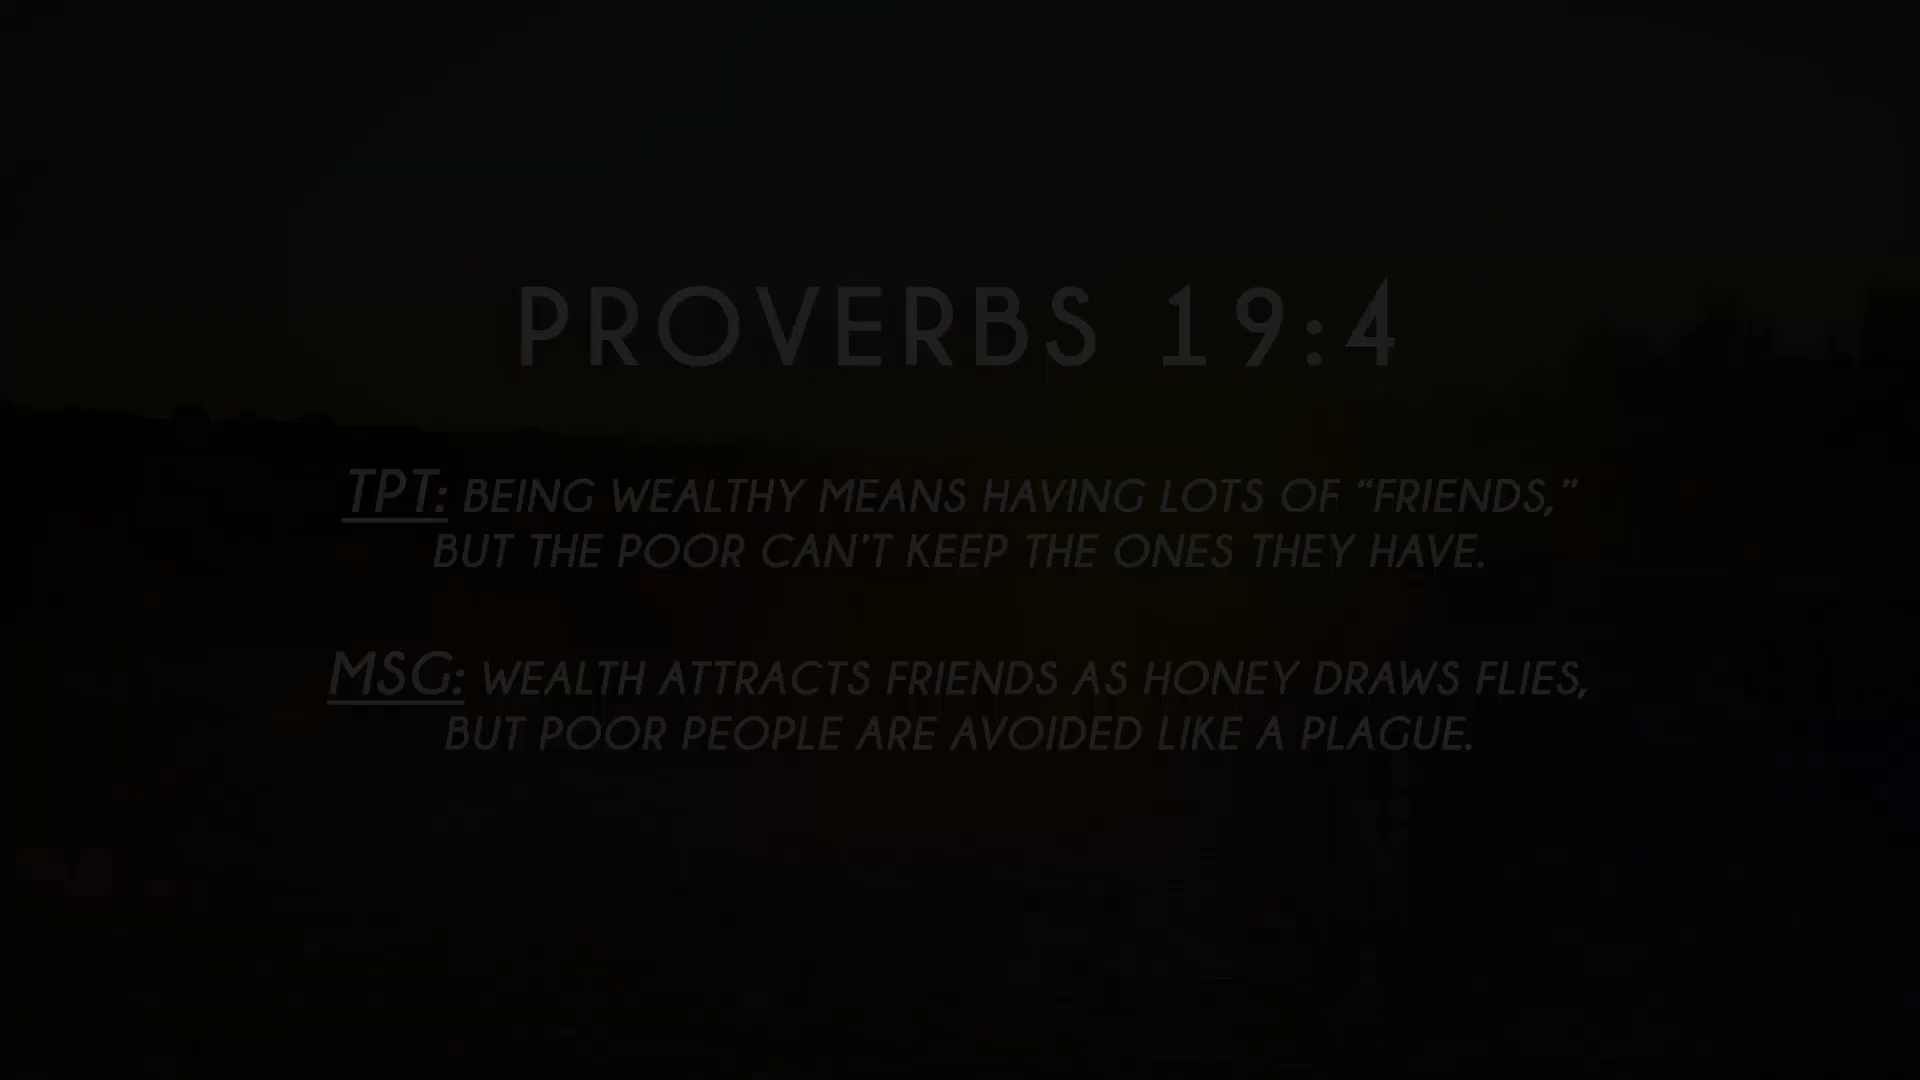 PROVERBS 19:4
TPT: BEING WEALTHY MEANS HAVING LOTS OF “FRIENDS,”
BUT THE POOR CAN’T KEEP THE ONES THEY HAVE.
MSG: WEALTH ATTRACTS FRIENDS AS HONEY DRAWS FLIES,
BUT POOR PEOPLE ARE AVOIDED LIKE A PLAGUE.